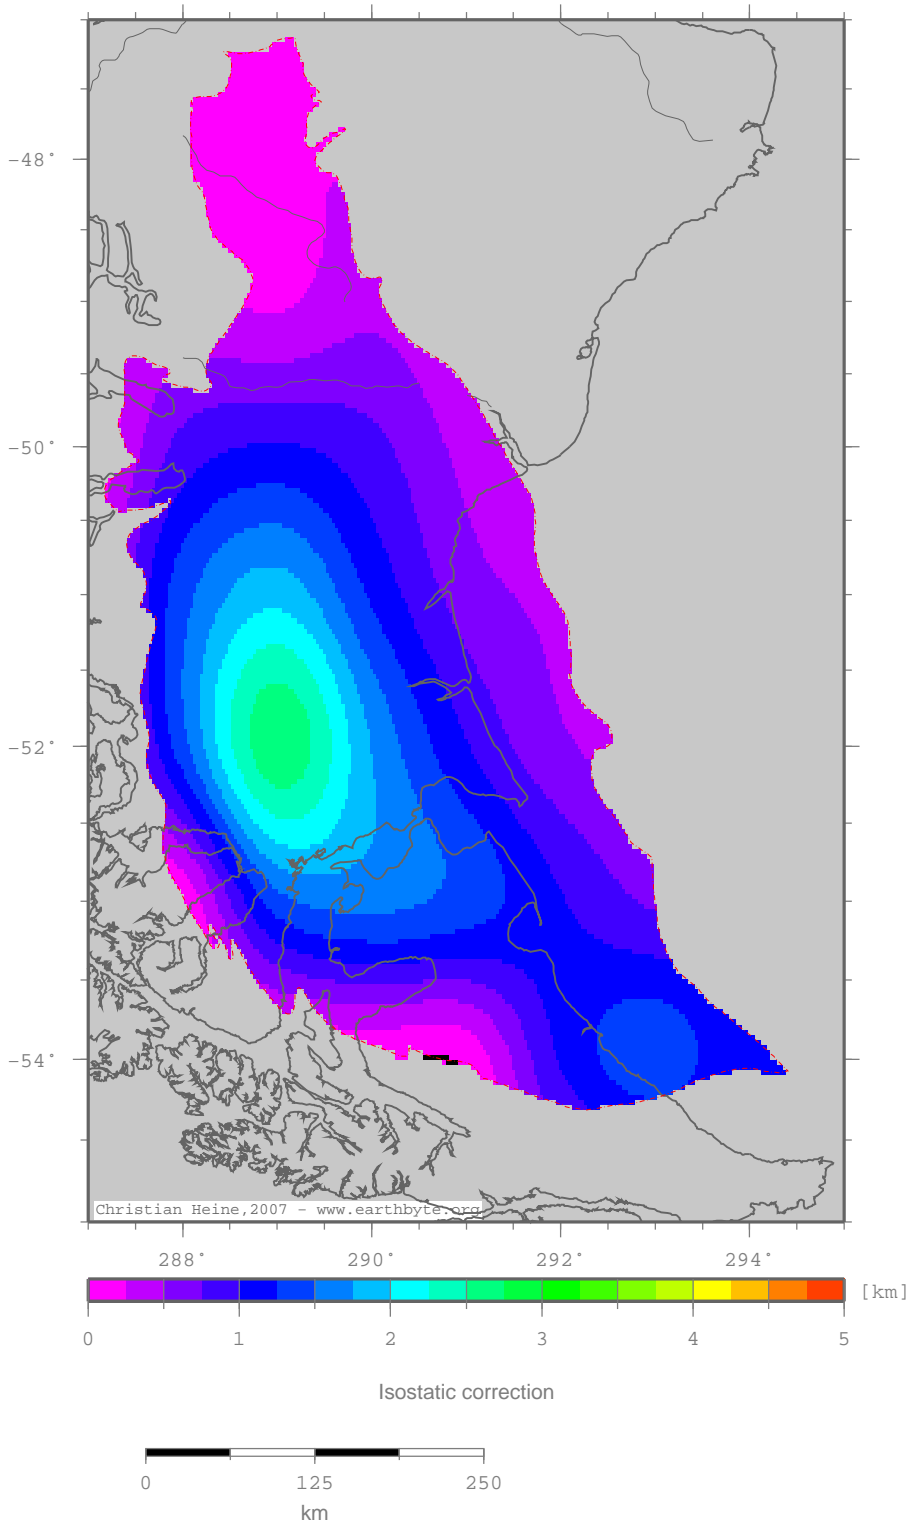 -48°
-50°
-52°
-54°
Christian Heine,2007 - www.earthbyte.org
288° 290° 292° 294°
[km]
0 1 2 3 4 5
Isostatic correction
0 125 250
km